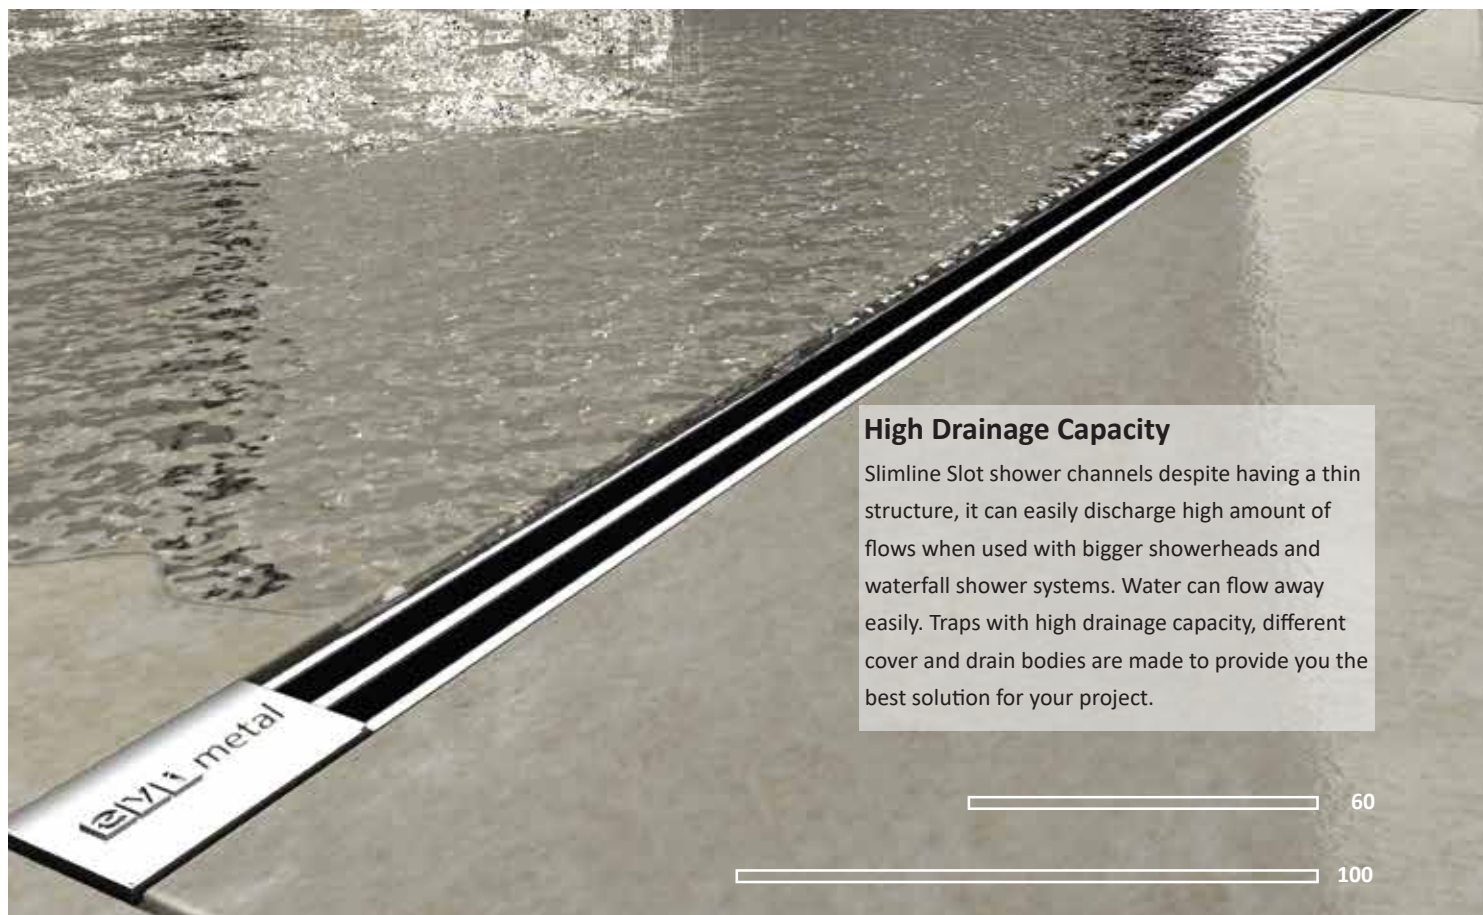 High Drainage Capacity
Slimline Slot shower channels despite having a thin
structure, it can easily discharge high amount of
flows when used with bigger showerheads and
waterfall shower systems. Water can flow away
easily. Traps with high drainage capacity, different
cover and drain bodies are made to provide you the
best solution for your project.
metal
60
100